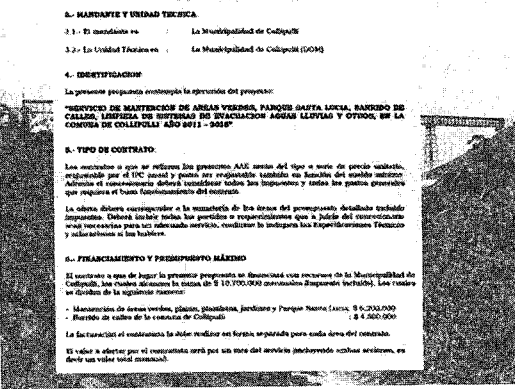 3.- MANDANTE Y UNIDAD TECNICA.
3.1.- El mandante es : La Municipalidad de Collipulli
3.2.- La Unidad Técnica es : La Municipalidad de Collipulli (DOM)
4.- IDENTIFICACION
La presente propuesta contempla la ejecución del proyecto:
"SERVICIO DE MANTENCIÓN DE AREAS VERDES, PARQUE SANTA LUCIA, BARRIDO DE
CALLES, LIMPIEZA DE SISTEMAS DE EVACUACION AGUAS LLUVIAS Y OTROS, EN LA
COMUNA DE COLLIPULLI AÑO
5.- TIPO DE CONTRATO.
Los contratos a que se refieren los presentes AAE serán del tipo a serie de precio unitario,
reajustable por el IPC anual y podrá ser reajustable también en función del sueldo mínimo.
Además el concesionario deberá considerar todos los impuestos y todos los gastos generales
que requiera el buen funcionamiento del contrato.
La oferta deberá corresponder a la sumatoria de los ítems del presupuesto detallado incluido
impuestos. Deberá incluir todas las partidas o requerimientos que a juicio del concesionario
sean necesarias para un adecuado servicio, conforme lo indiquen las Especificaciones Técnicas
y aclaraciones si las hubiere.
6.- FINANCIAMIENTO Y PRESUPUESTO MÁXIMO
El contrato a que de lugar la presente propuesta se financiará con recursos de la Municipalidad de
Collipulli, los cuales alcanzan la suma de $ 10.700.000 mensuales (Impuesto incluido). Los cuales
se dividen de la siguiente manera:
- Mantención de áreas verdes, plazas, plazoletas, jardines y Parque Santa Lucia, $ 6.200.000
- Barrido de calles de la comuna de Collipulli : $ 4.500.000
La facturación el contratista la debe realizar en forma separada para cada área del contrato.
El valor a ofertar por el contratista será por un mes del servicio incluyendo ambas acciones, es
decir un valor total mensual.